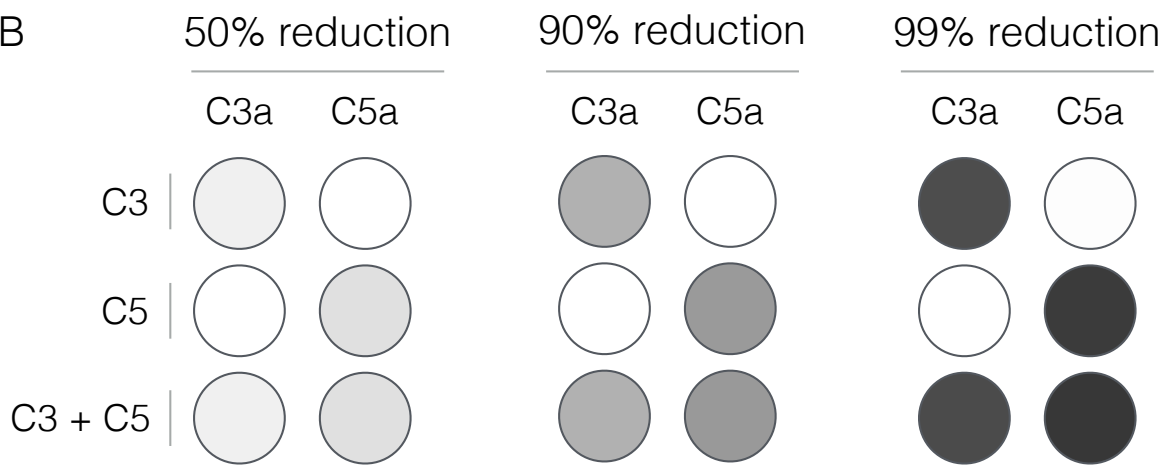 B
50% reduction 90% reduction 99% reduction
C3a C5a C3a C5a C3a C5a
C3
C5
C3 + C5